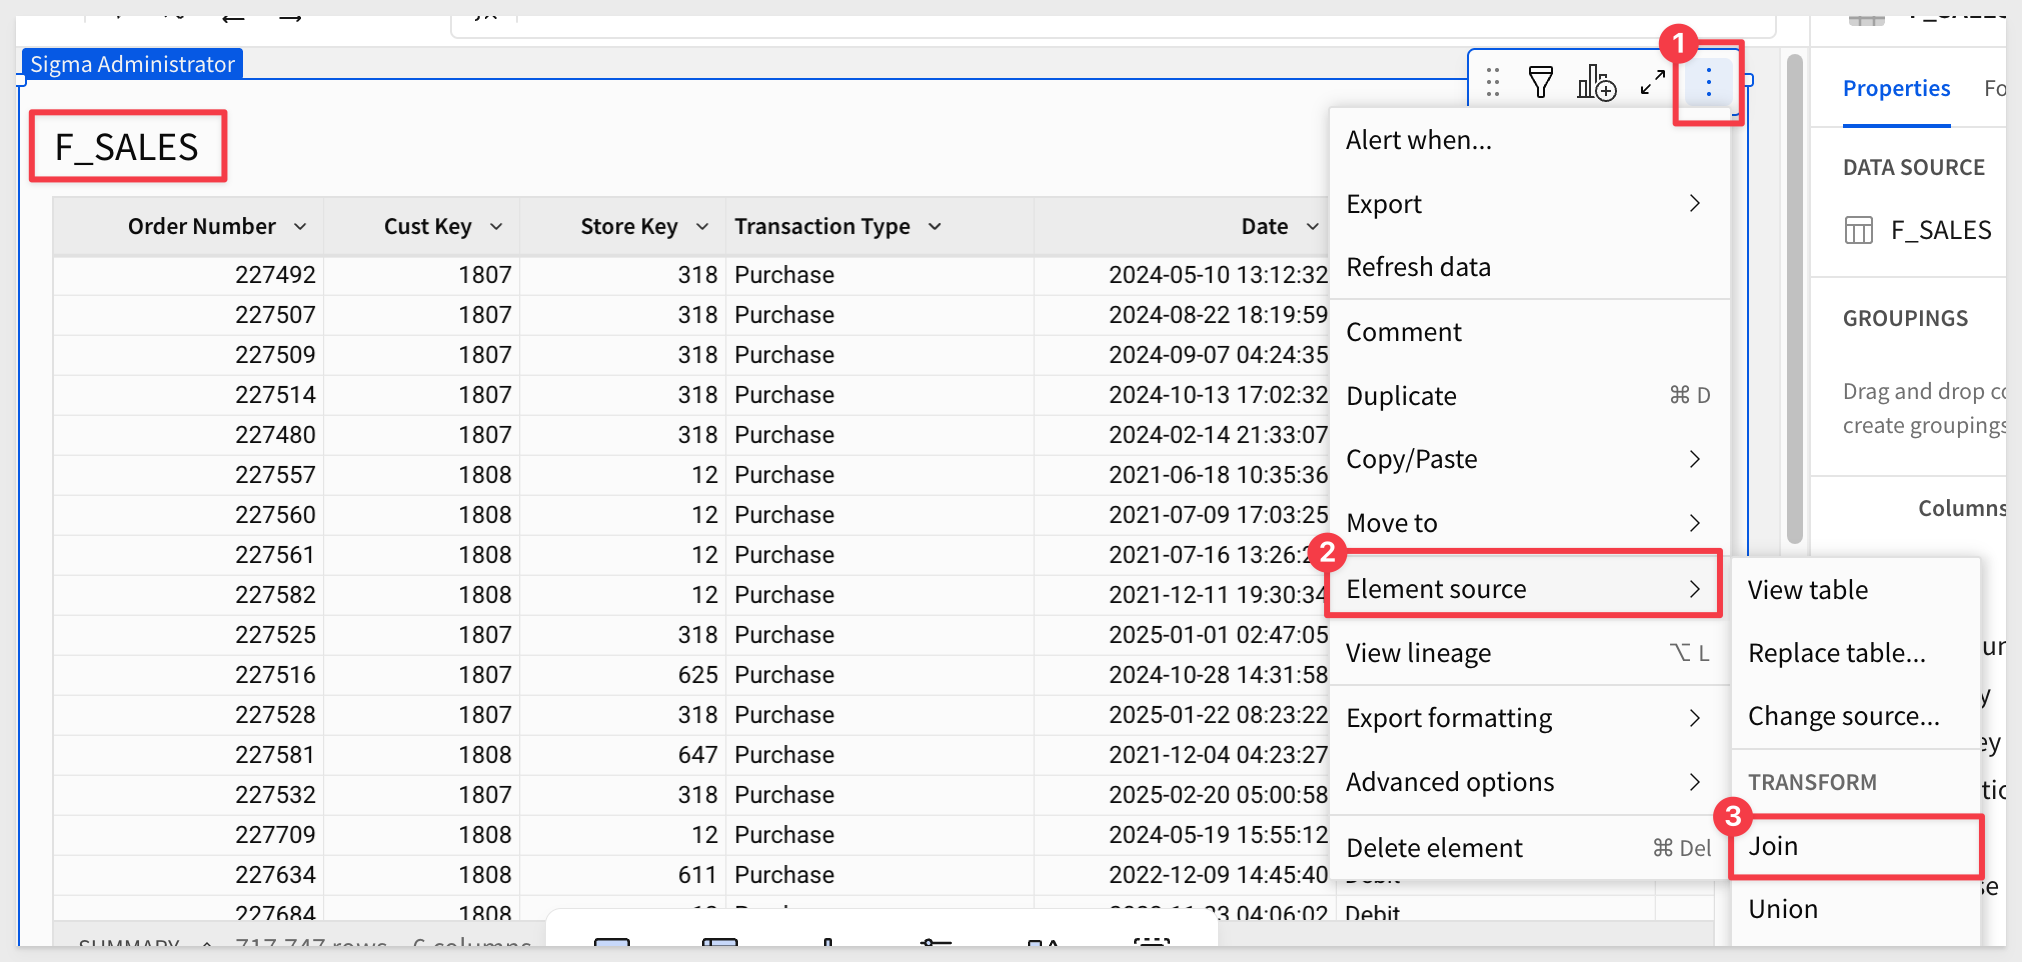 fx
F_SALES
Sigma Administrator
1
Properties Fo
F_SALES
Alert when...
DATA SOURCE
Export
F_SALES
Order Number Cust Key Store Key Transaction Type Date
Refresh data
227492 1807 318 Purchase 2024-05-10 13:12:32
227507 1807 318 Purchase 2024-08-22 18:19:59
GROUPINGS
Comment
227509 1807 318 Purchase 2024-09-07 04:24:35
227514 1807 318 Purchase 2024-10-13 17:02:32
Duplicate ⌘ D
Drag and drop co
create groupings
227480 1807 318 Purchase 2024-02-14 21:33:07
Copy/Paste
227557 1808 12 Purchase 2021-06-18 10:35:36
Columns
227560 1808 12 Purchase 2021-07-09 17:03:25
Move to
227561 1808 12 Purchase 2021-07-16 13:26:2
2
227582 1808 12 Purchase 2021-12-11 19:30:34
Element source
View table
227525 1807 318 Purchase 2025-01-01 02:47:05
View lineage ⌥ L
Replace table...
227516 1807 625 Purchase 2024-10-28 14:31:58
227528 1807 318 Purchase 2025-01-22 08:23:22
Export formatting
Change source...
227581 1808 647 Purchase 2021-12-04 04:23:27
Advanced options
TRANSFORM
227532 1807 318 Purchase 2025-02-20 05:00:58
3
227709 1808 12 Purchase 2024-05-19 15:55:12
Delete element ⌘ Del
Join
227634 1808 611 Purchase 2022-12-09 14:45:40 Debit
227684 1808 04:06:02 Debit
Union
SUMMARY 717,747 rows 6 columns